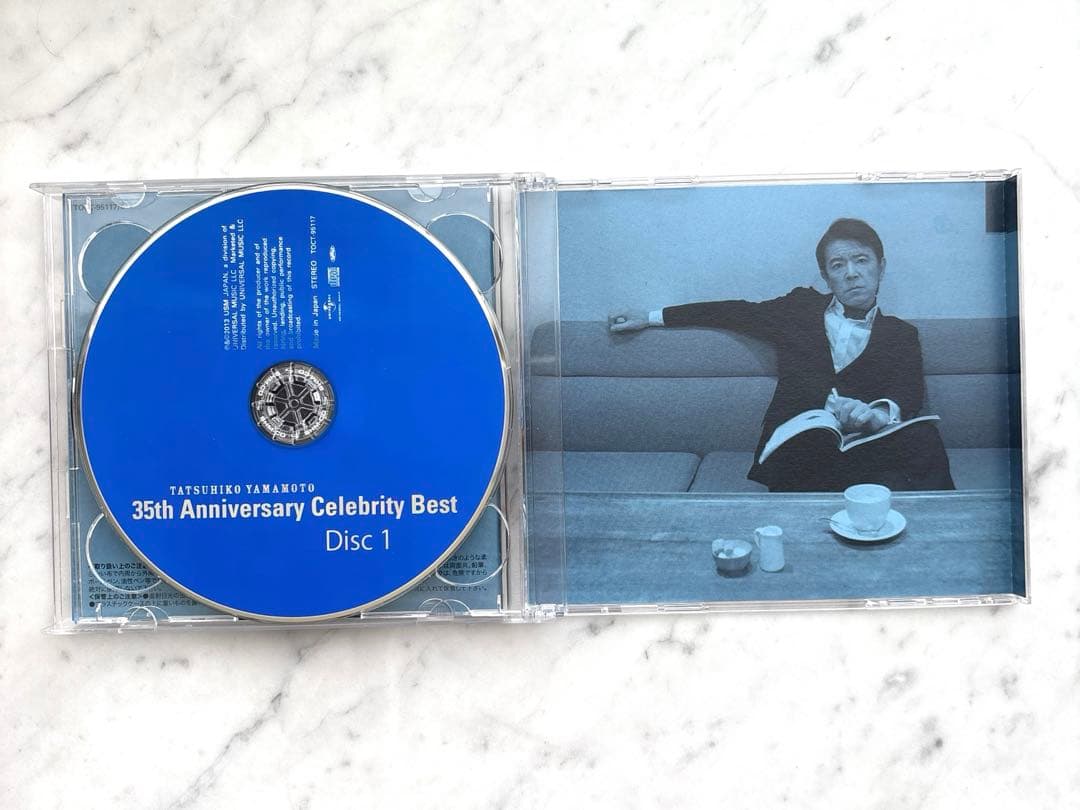 TATSUHIKO YAMAMOTO
35th Anniversary Celebrity Best
Disc 1
℗&©2013 USM JAPAN, a division of
UNIVERSAL MUSIC LLC Marketed &
Distributed by UNIVERSAL MUSIC LLC
All rights of the producer and of
the owner of the work reproduced
reserved. Unauthorised copying,
hiring, lending, public performance
and broadcasting of this record
prohibited.
Made in Japan STEREO TOCT-95117